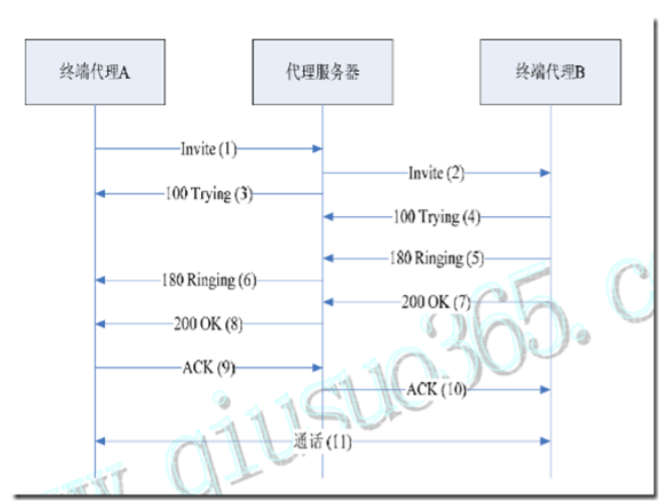 终端代理A
代理服务器
终端代理B
Invite (1)
Invite (2)
100 Trying (3)
100 Trying (4)
180 Ringing (5)
180 Ringing (6)
200 OK (7)
200 OK (8)
ACK (9)
ACK (10)
通话 (11)
www.qiusuo365.c